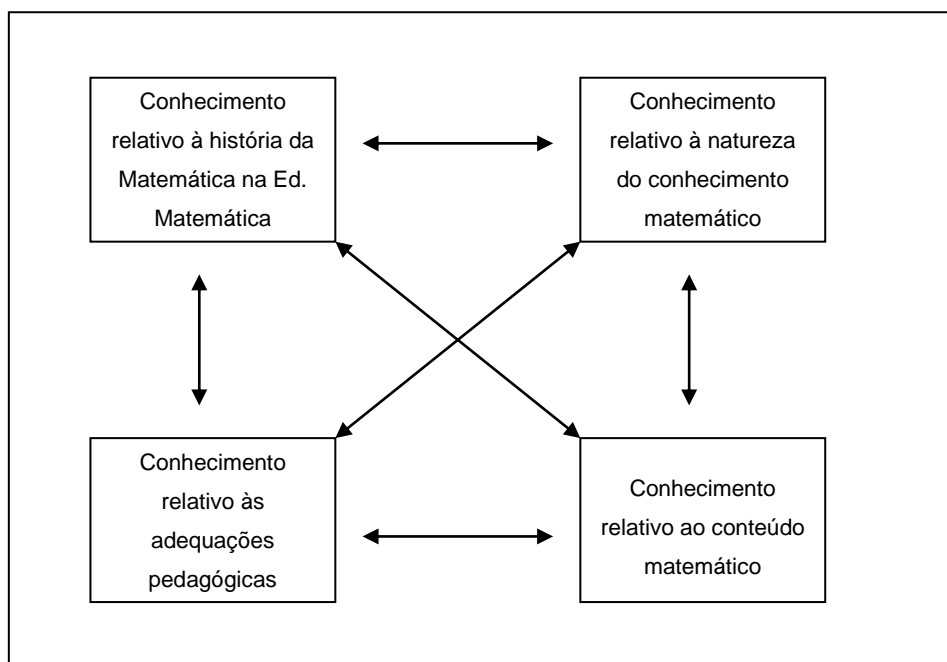 Conhecimento
relativo à história da
Matemática na Ed.
Matemática
Conhecimento
relativo à natureza
do conhecimento
matemático
Conhecimento
relativo às
adequações
pedagógicas
Conhecimento
relativo ao conteúdo
matemático